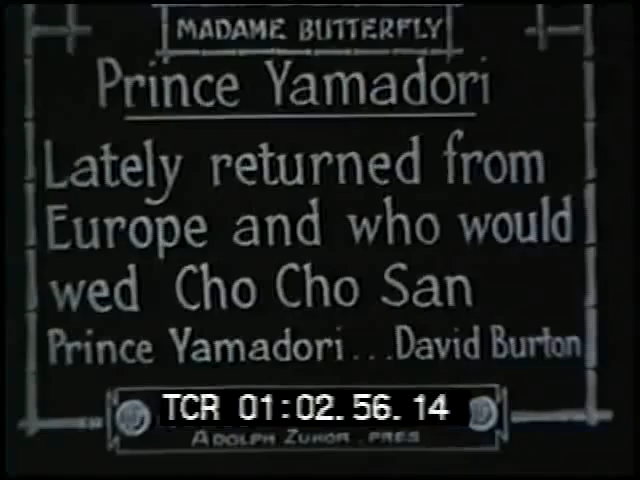 MADAME BUTTERFLY
Prince Yamadori
Lately returned from
Europe and who would
wed Cho Cho San
Prince Yamadori...David Burton
TCR 01:02.56.14
ADOLPH ZUKOR PRES